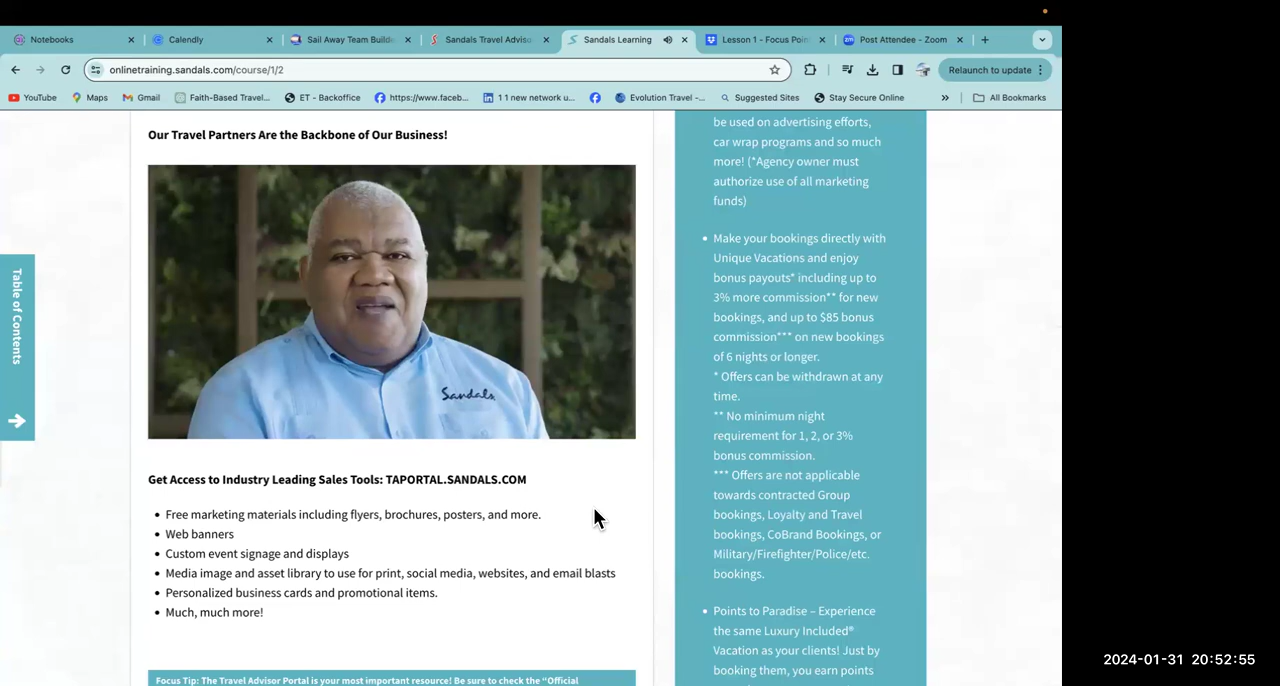 Notebooks
Calendly
Sail Away Team Buildi
Sandals Travel Adviso
Sandals Learning
Lesson 1 - Focus Poin
Post Attendee - Zoom
onlinetraining.sandals.com/course/1/2
Relaunch to update
YouTube
Maps
Gmail
Faith-Based Travel...
ET - Backoffice
https://www.faceb...
1 1 new network u...
Evolution Travel -...
Suggested Sites
Stay Secure Online
»
All Bookmarks
Table of Contents
Our Travel Partners Are the Backbone of Our Business!
Sandals
Get Access to Industry Leading Sales Tools: TAPORTAL.SANDALS.COM
• Free marketing materials including flyers, brochures, posters, and more.
• Web banners
• Custom event signage and displays
• Media image and asset library to use for print, social media, websites, and email blasts
• Personalized business cards and promotional items.
• Much, much more!
Focus Tip: The Travel Advisor Portal is your most important resource! Be sure to check the "Official
be used on advertising efforts,
car wrap programs and so much
more! (*Agency owner must
authorize use of all marketing
funds)
• Make your bookings directly with
Unique Vacations and enjoy
bonus payouts* including up to
3% more commission** for new
bookings, and up to $85 bonus
commission*** on new bookings
of 6 nights or longer.
* Offers can be withdrawn at any
time.
** No minimum night
requirement for 1, 2, or 3%
bonus commission.
*** Offers are not applicable
towards contracted Group
bookings, Loyalty and Travel
bookings, CoBrand Bookings, or
Military/Firefighter/Police/etc.
bookings.
• Points to Paradise – Experience
the same Luxury Included®
Vacation as your clients! Just by
booking them, you earn points
2024-01-31 20:52:55